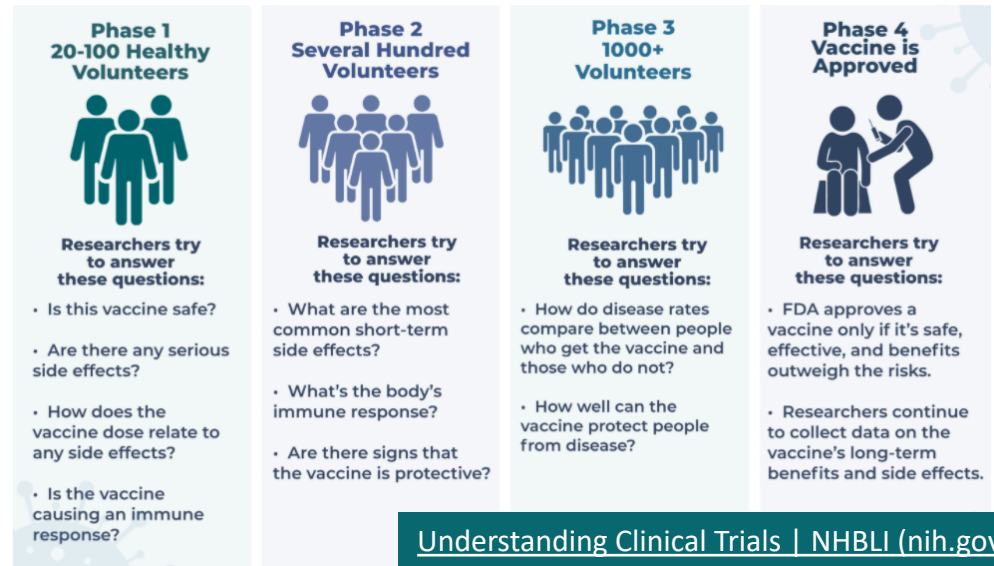 Phase 1
20-100 Healthy
Volunteers
Researchers try
to answer
these questions:
• Is this vaccine safe?
• Are there any serious
side effects?
• How does the
vaccine dose relate to
any side effects?
• Is the vaccine
causing an immune
response?
Phase 2
Several Hundred
Volunteers
Researchers try
to answer
these questions:
• What are the most
common short-term
side effects?
• What's the body's
immune response?
• Are there signs that
the vaccine is protective?
Phase 3
1000+
Volunteers
Researchers try
to answer
these questions:
• How do disease rates
compare between people
who get the vaccine and
those who do not?
• How well can the
vaccine protect people
from disease?
Phase 4
Vaccine is
Approved
Researchers try
to answer
these questions:
• FDA approves a
vaccine only if it's safe,
effective, and benefits
outweigh the risks.
• Researchers continue
to collect data on the
vaccine's long-term
benefits and side effects.
Understanding Clinical Trials | NHBLI (nih.gov